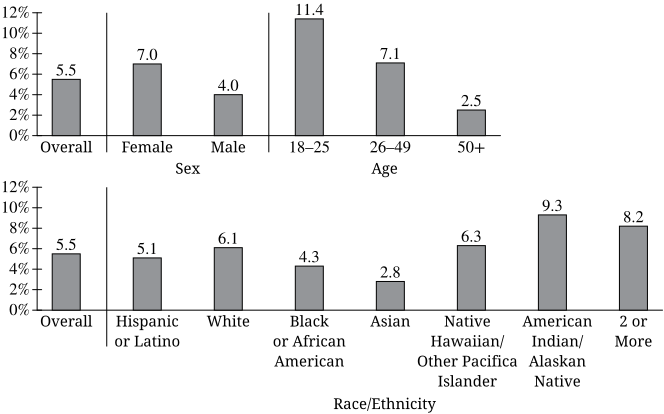 12%
10%
8%
6%
4%
2%
0%
5.5
7.0
4.0
11.4
7.1
2.5
Overall
Female
Male
18–25
26–49
50+
Sex
Age
12%
10%
8%
6%
4%
2%
0%
5.5
5.1
6.1
4.3
2.8
6.3
9.3
8.2
Overall
Hispanic
or Latino
White
Black
or African
American
Asian
Native
Hawaiian/
Other Pacifica
Islander
American
Indian/
Alaskan
Native
2 or
More
Race/Ethnicity